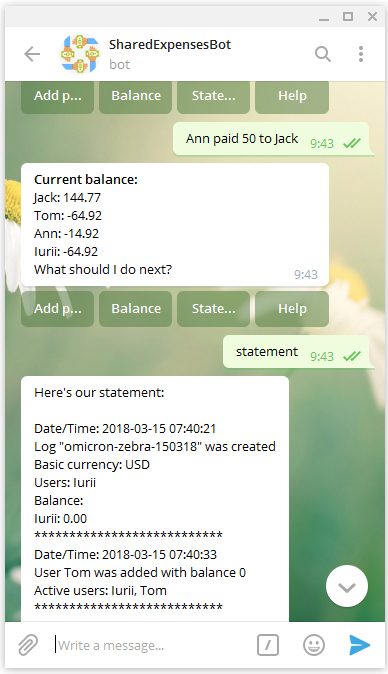 SharedExpensesBot
bot
Add p... Balance State... Help
Ann paid 50 to Jack 9:43
Current balance:
Jack: 144.77
Tom: -64.92
Ann: -14.92
Iurii: -64.92
What should I do next?
9:43
Add p... Balance State... Help
statement 9:43
Here's our statement:
Date/Time: 2018-03-15 07:40:21
Log "omicron-zebra-150318" was created
Basic currency: USD
Users: Iurii
Balance:
Iurii: 0.00
***************************
Date/Time: 2018-03-15 07:40:33
User Tom was added with balance 0
Active users: Iurii, Tom
***************************
Write a message...